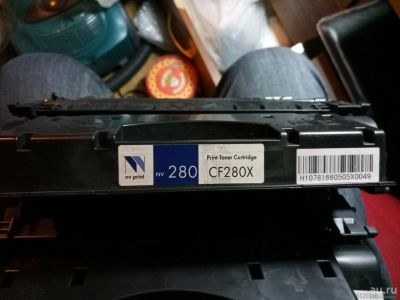 Print Toner Cartridge
nv print
NV 280
CF280X
H10781660505X0049
au.ru